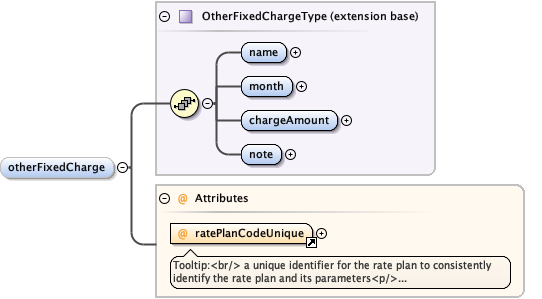 OtherFixedChargeType (extension base)
name
month
chargeAmount
note
otherFixedCharge
@ Attributes
@ ratePlanCodeUnique
Tooltip:<br/> a unique identifier for the rate plan to consistently
identify the rate plan and its parameters<p/>...